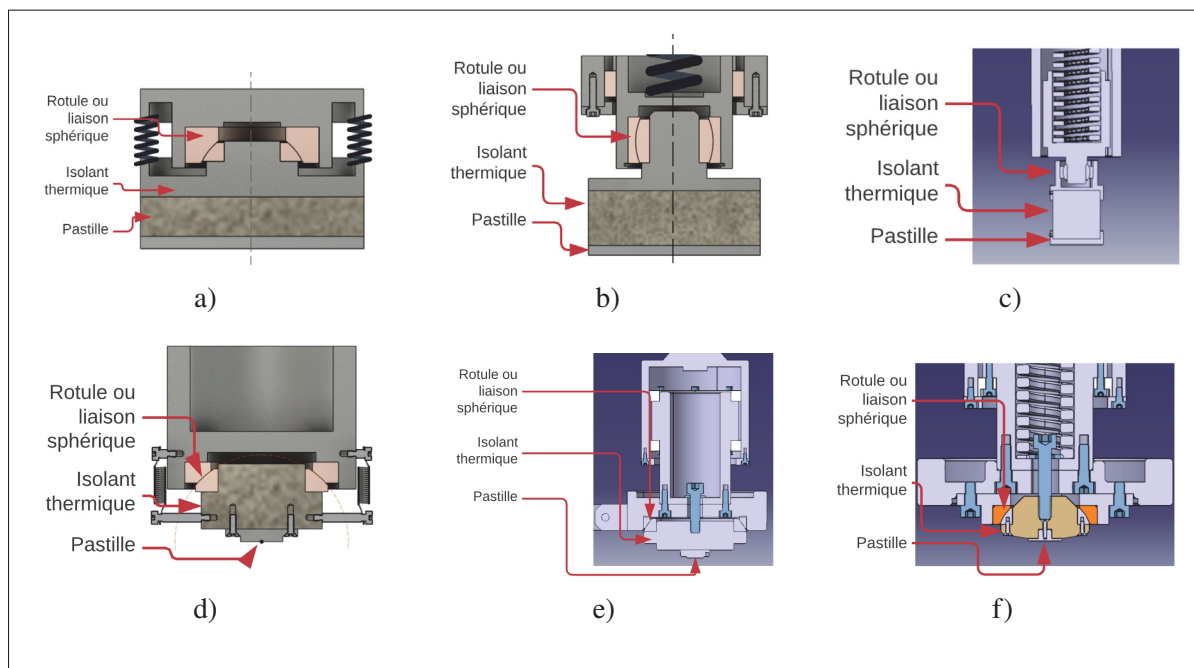 Rotule ou
liaison
sphérique
Isolant
thermique
Pastille
a)
Rotule ou
liaison
sphérique
Isolant
thermique
Pastille
b)
Rotule ou
liaison
sphérique
Isolant
thermique
Pastille
c)
Rotule ou
liaison
sphérique
Isolant
thermique
Pastille
d)
Rotule ou
liaison
sphérique
Isolant
thermique
Pastille
e)
Rotule ou
liaison
sphérique
Isolant
thermique
Pastille
f)